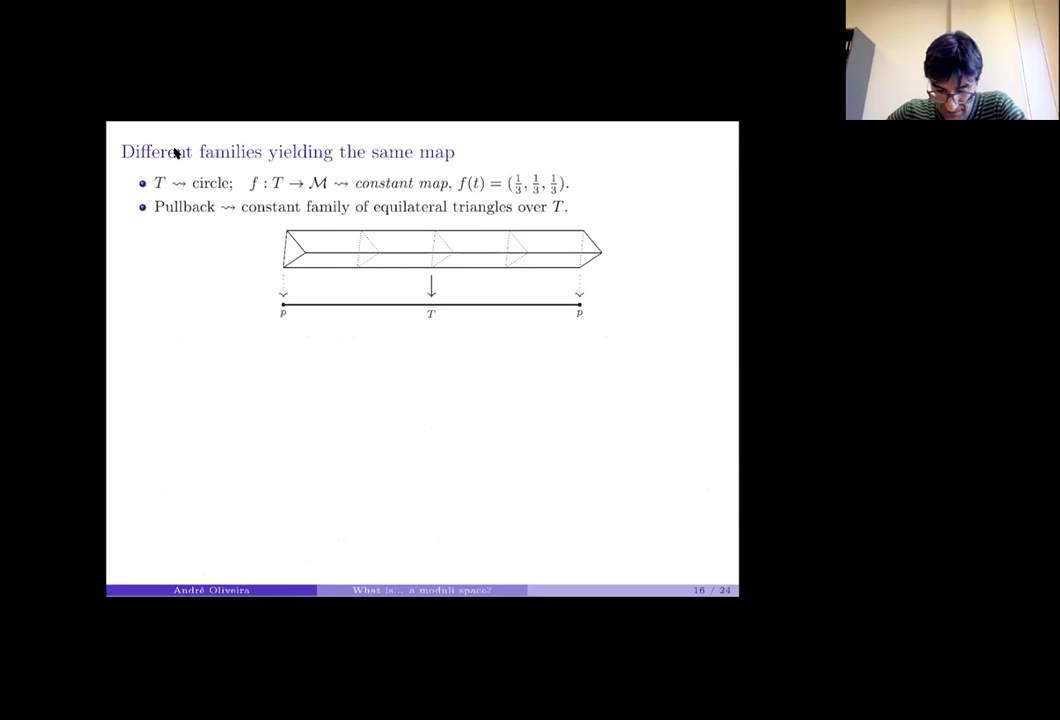 Different families yielding the same map
T ⇝ circle; f : T → M ⇝ constant map, f(t) = (1/3, 1/3, 1/3).
Pullback ⇝ constant family of equilateral triangles over T.
p T p
André Oliveira What is... a moduli space? 16 / 24